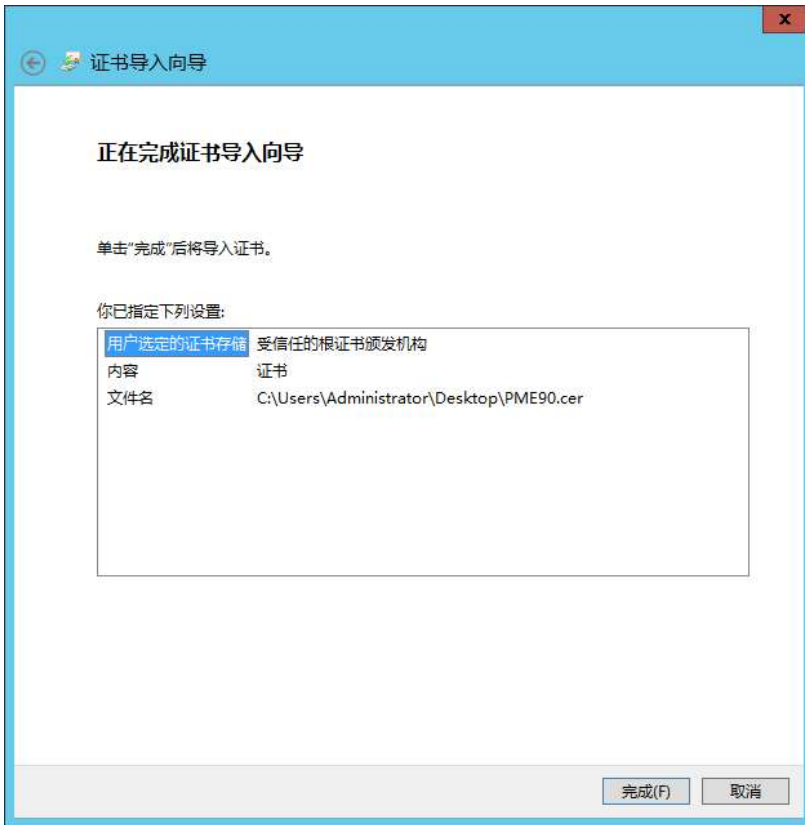 x
证书导入向导
正在完成证书导入向导
单击"完成"后将导入证书。
你已指定下列设置:
用户选定的证书存储 受信任的根证书颁发机构
内容 证书
文件名 C:\Users\Administrator\Desktop\PME90.cer
完成(F) 取消